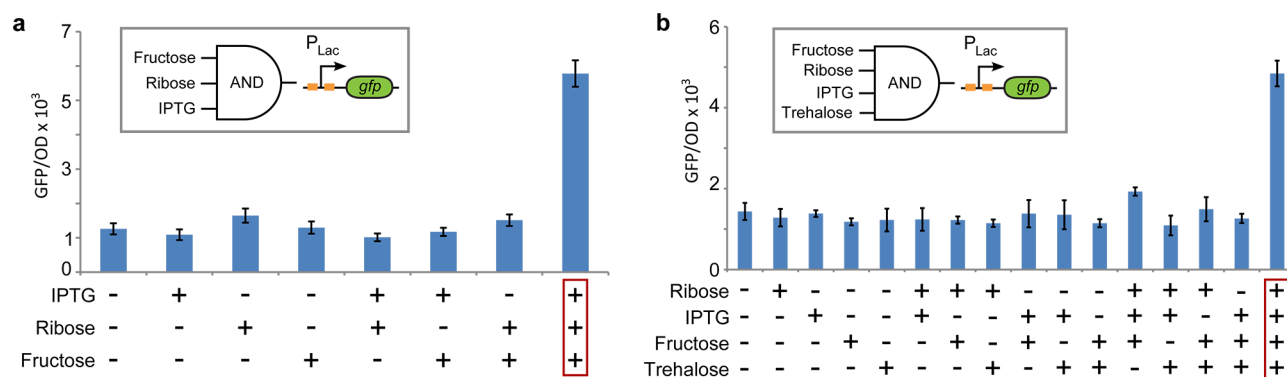 a
7
5
3
1
0
GFP/OD x 10³
Fructose
Ribose
IPTG
AND
P_Lac
gfp
IPTG - + - - + + - +
Ribose - - + - + - + +
Fructose - - - + - + + +
b
6
4
2
0
GFP/OD x 10³
Fructose
Ribose
IPTG
Trehalose
AND
P_Lac
gfp
Ribose - + - - - + + + - - - + + + - +
IPTG - - + - - + - - + + - + + - + +
Fructose - - - + - - + - + - + + - + + +
Trehalose - - - - + - - + - + + - + + + +